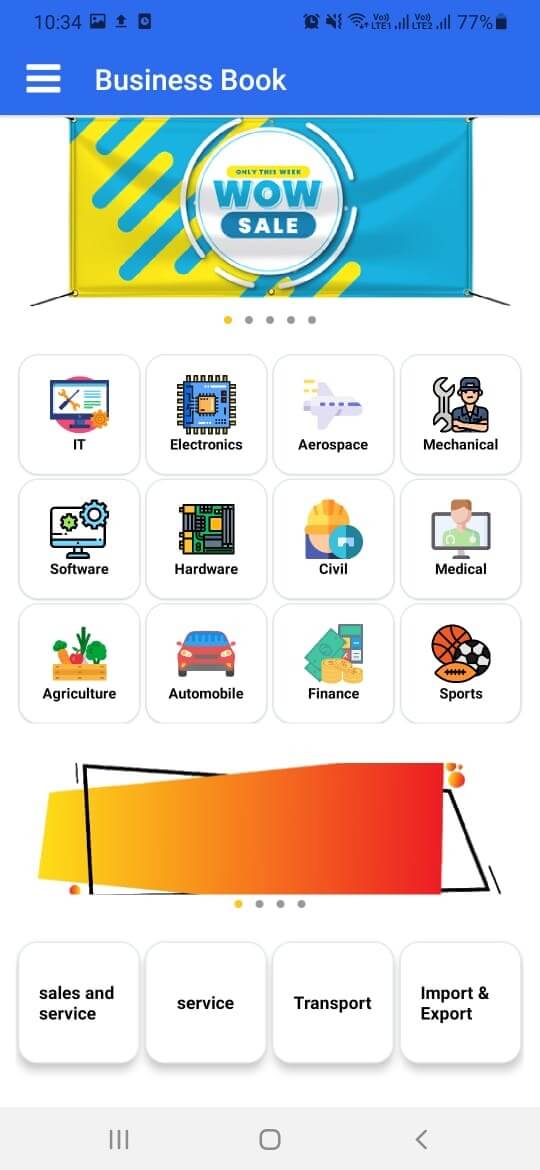 10:34
Vo)) LTE1 Vo)) LTE2 77%
Business Book
ONLY THIS WEEK
WOW
SALE
IT Electronics Aerospace Mechanical
Software Hardware Civil Medical
Agriculture Automobile Finance Sports
sales and
service
service
Transport
Import &
Export